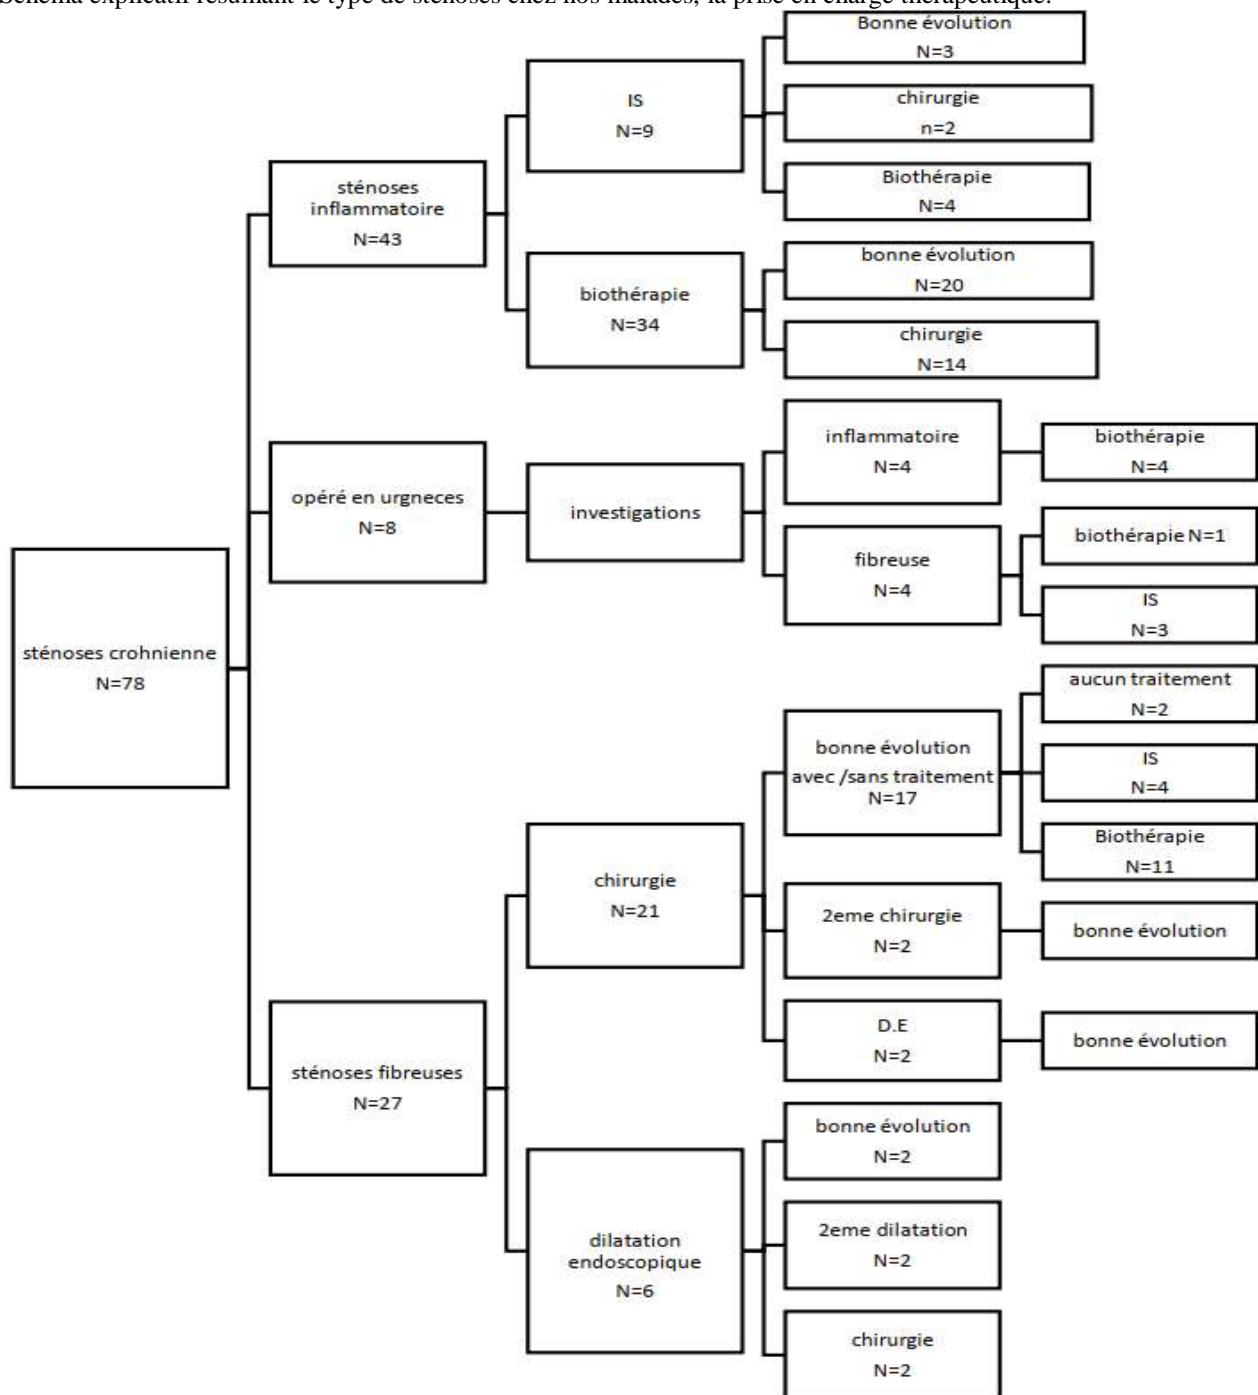 Schéma explicatif résumant le type de sténoses chez nos malades, la prise en charge thérapeutique.
Bonne évolution
N=3
IS
N=9
chirurgie
n=2
Biothérapie
N=4
sténoses
inflammatoire
N=43
biothérapie
N=34
bonne évolution
N=20
chirurgie
N=14
opéré en urgneces
N=8
investigations
inflammatoire
N=4
biothérapie
N=4
fibreuse
N=4
biothérapie N=1
IS
N=3
sténoses crohnienne
N=78
sténoses fibreuses
N=27
chirurgie
N=21
bonne évolution
avec /sans traitement
N=17
aucun traitement
N=2
IS
N=4
Biothérapie
N=11
2eme chirurgie
N=2
bonne évolution
D.E
N=2
bonne évolution
dilatation
endoscopique
N=6
bonne évolution
N=2
2eme dilatation
N=2
chirurgie
N=2